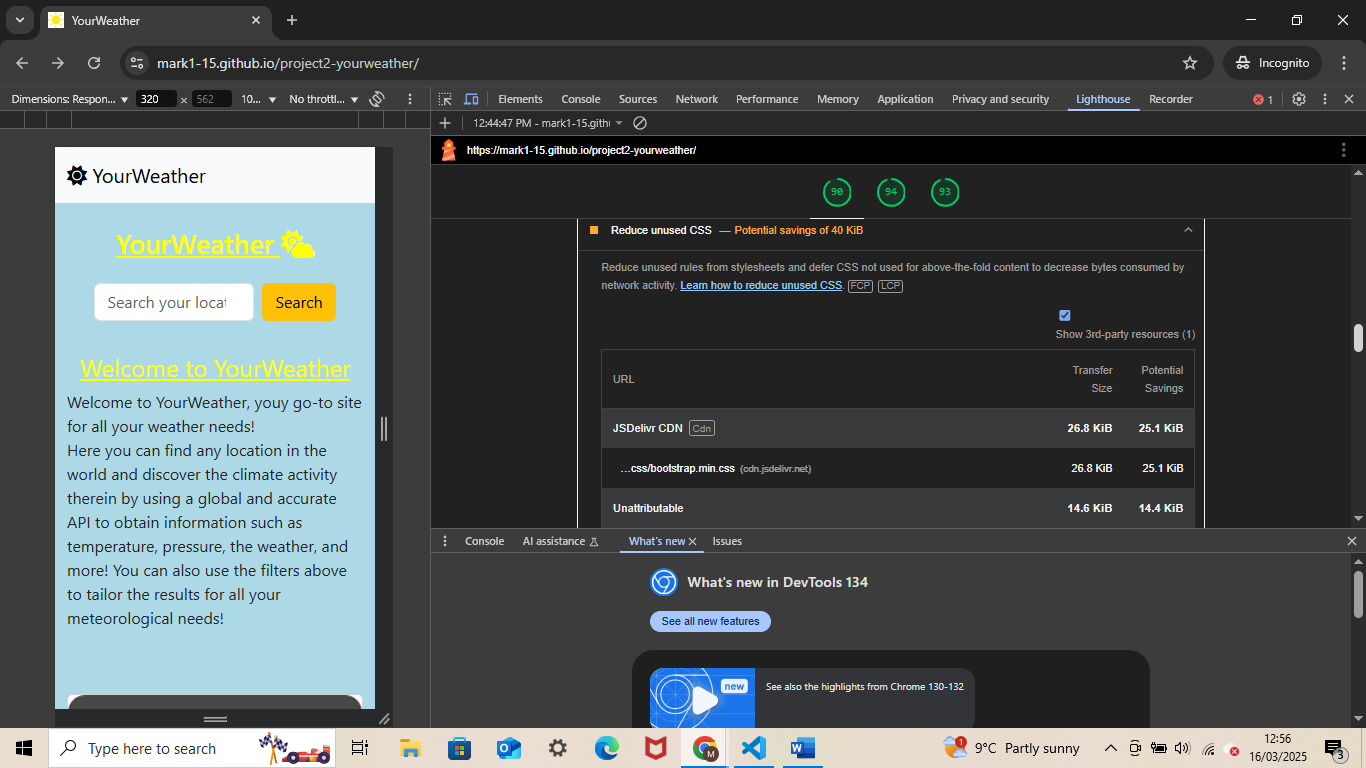 YourWeather
mark1-15.github.io/project2-yourweather/
Incognito
Dimensions: Respon...
320
×
562
10...
No throttl...
Elements
Console
Sources
Network
Performance
Memory
Application
Privacy and security
Lighthouse
Recorder
1
12:44:47 PM - mark1-15.gith
https://mark1-15.github.io/project2-yourweather/
90
94
93
YourWeather
YourWeather
Search your locat
Search
Welcome to YourWeather
Welcome to YourWeather, youy go-to site
for all your weather needs!
Here you can find any location in the
world and discover the climate activity
therein by using a global and accurate
API to obtain information such as
temperature, pressure, the weather, and
more! You can also use the filters above
to tailor the results for all your
meteorological needs!
Reduce unused CSS — Potential savings of 40 KiB
Reduce unused rules from stylesheets and defer CSS not used for above-the-fold content to decrease bytes consumed by
network activity. Learn how to reduce unused CSS. FCP LCP
Show 3rd-party resources (1)
URL
Transfer
Size
Potential
Savings
JSDelivr CDN Cdn 26.8 KiB 25.1 KiB
…css/bootstrap.min.css (cdn.jsdelivr.net) 26.8 KiB 25.1 KiB
Unattributable 14.6 KiB 14.4 KiB
Console
AI assistance
What's new
Issues
What's new in DevTools 134
See all new features
new
See also the highlights from Chrome 130-132
Type here to search
M
1
9°C Partly sunny
12:56
16/03/2025
3